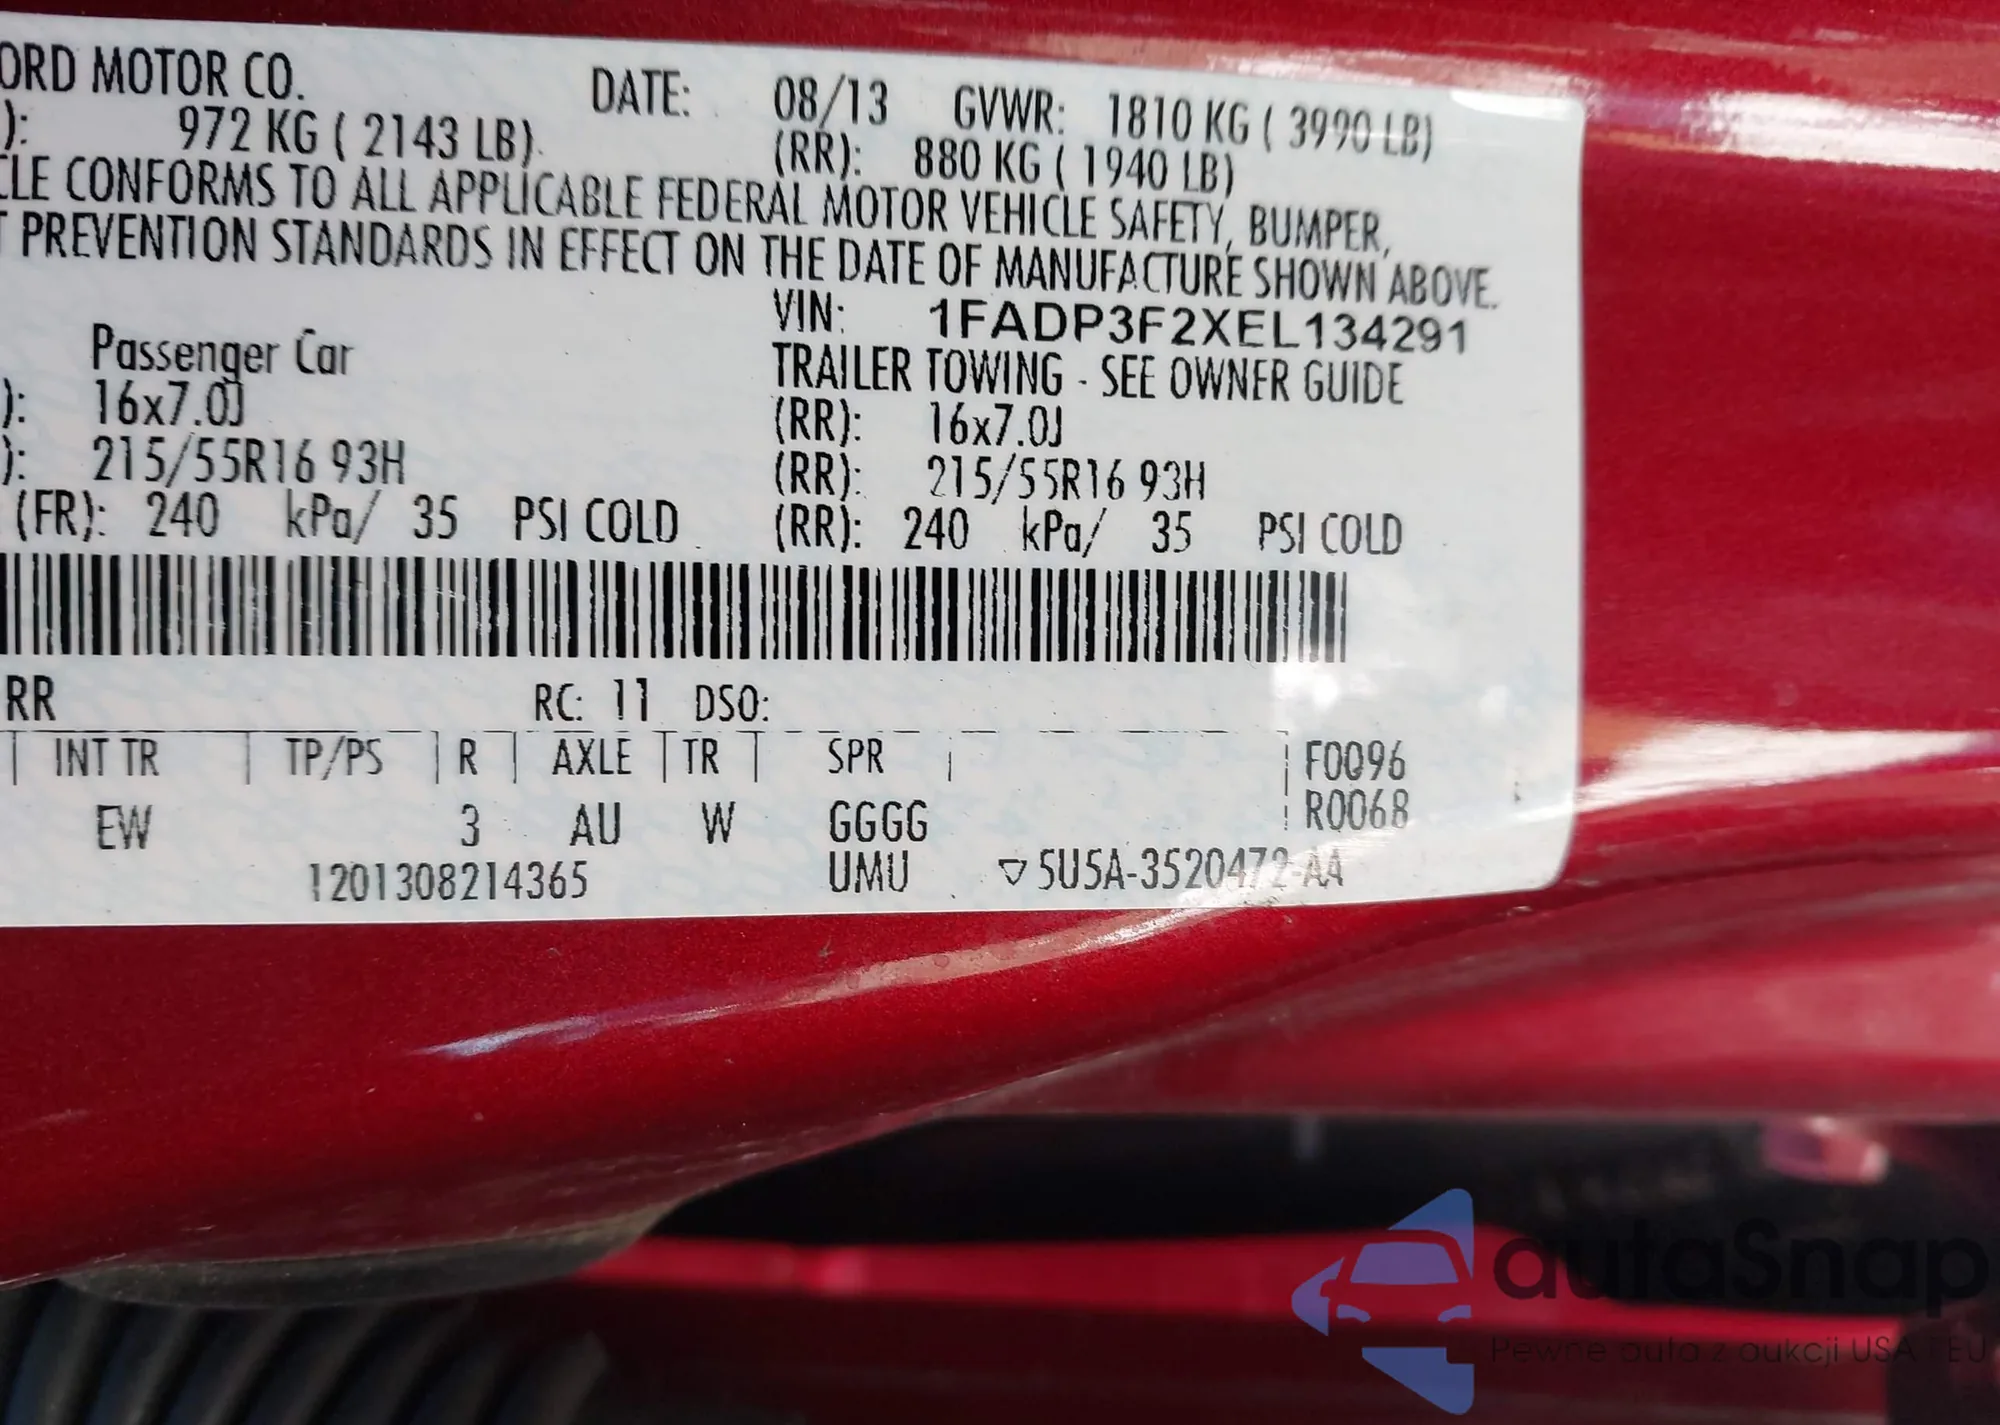 ORD MOTOR CO. DATE: 08/13 GVWR: 1810 KG ( 3990 LB)
): 972 KG ( 2143 LB). (RR): 880 KG ( 1940 LB)
CLE CONFORMS TO ALL APPLICABLE FEDERAL MOTOR VEHICLE SAFETY, BUMPER,
T PREVENTION STANDARDS IN EFFECT ON THE DATE OF MANUFACTURE SHOWN ABOVE.
VIN: 1FADP3F2XEL134291
Passenger Car TRAILER TOWING - SEE OWNER GUIDE
): 16x7.0J (RR): 16x7.0J
): 215/55R16 93H (RR): 215/55R16 93H
(FR): 240 kPa/ 35 PSI COLD (RR): 240 kPa/ 35 PSI COLD
RR RC: 11 DSO:
INT TR TP/PS R AXLE TR SPR F0096
EW 3 AU W GGGG R0068
1201308214365 UMU ▽5U5A-3520472-AA
autaSnap
Pewne auta z aukcji USA i EU